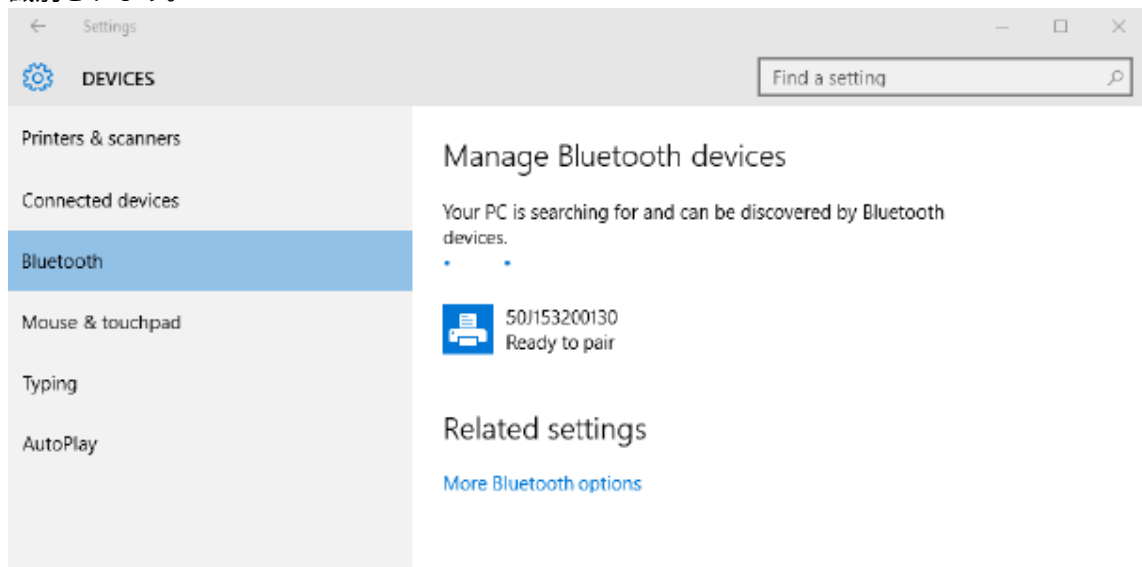 Settings
DEVICES
Find a setting
Printers & scanners
Connected devices
Bluetooth
Mouse & touchpad
Typing
AutoPlay
Manage Bluetooth devices
Your PC is searching for and can be discovered by Bluetooth
devices.
50J153200130
Ready to pair
Related settings
More Bluetooth options